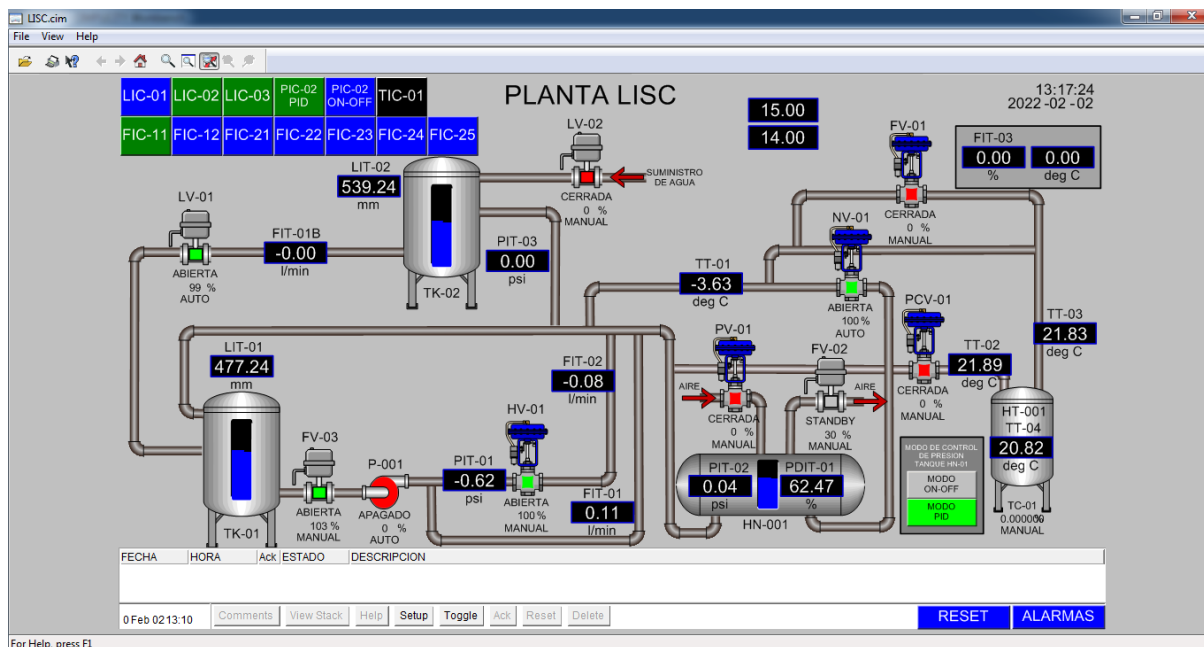 LISC.cim
File View Help
LIC-01 LIC-02 LIC-03 PIC-02 PID PIC-02 ON-OFF TIC-01
FIC-11 FIC-12 FIC-21 FIC-22 FIC-23 FIC-24 FIC-25
PLANTA LISC
15.00
14.00
13:17:24
2022-02-02
LV-02
SUMINISTRO
DE AGUA
CERRADA
0 %
MANUAL
LIT-02
539.24
mm
TK-02
LV-01
ABIERTA
99 %
AUTO
FIT-01B
-0.00
l/min
PIT-03
0.00
psi
FV-01
CERRADA
0 %
MANUAL
FIT-03
0.00 0.00
% deg C
NV-01
ABIERTA
100 %
AUTO
TT-01
-3.63
deg C
PCV-01
CERRADA
0 %
MANUAL
TT-03
21.83
deg C
TT-02
21.89
deg C
PV-01
AIRE
CERRADA
0 %
MANUAL
FV-02
AIRE
STANDBY
30 %
MANUAL
LIT-01
477.24
mm
TK-01
FV-03
ABIERTA
103 %
MANUAL
P-001
APAGADO
0 %
AUTO
PIT-01
-0.62
psi
HV-01
ABIERTA
100 %
MANUAL
FIT-02
-0.08
l/min
FIT-01
0.11
l/min
PIT-02 PDIT-01
0.04 62.47
psi %
HN-001
MODO DE CONTROL
DE PRESION
TANQUE HN-01
MODO
ON-OFF
MODO
PID
HT-001
TT-04
20.82
deg C
TC-01
MANUAL
FECHA HORA Ack ESTADO DESCRIPCION
0 Feb 02 13:10 Comments View Stack Help Setup Toggle Ack Reset Delete RESET ALARMAS
For Help, press F1